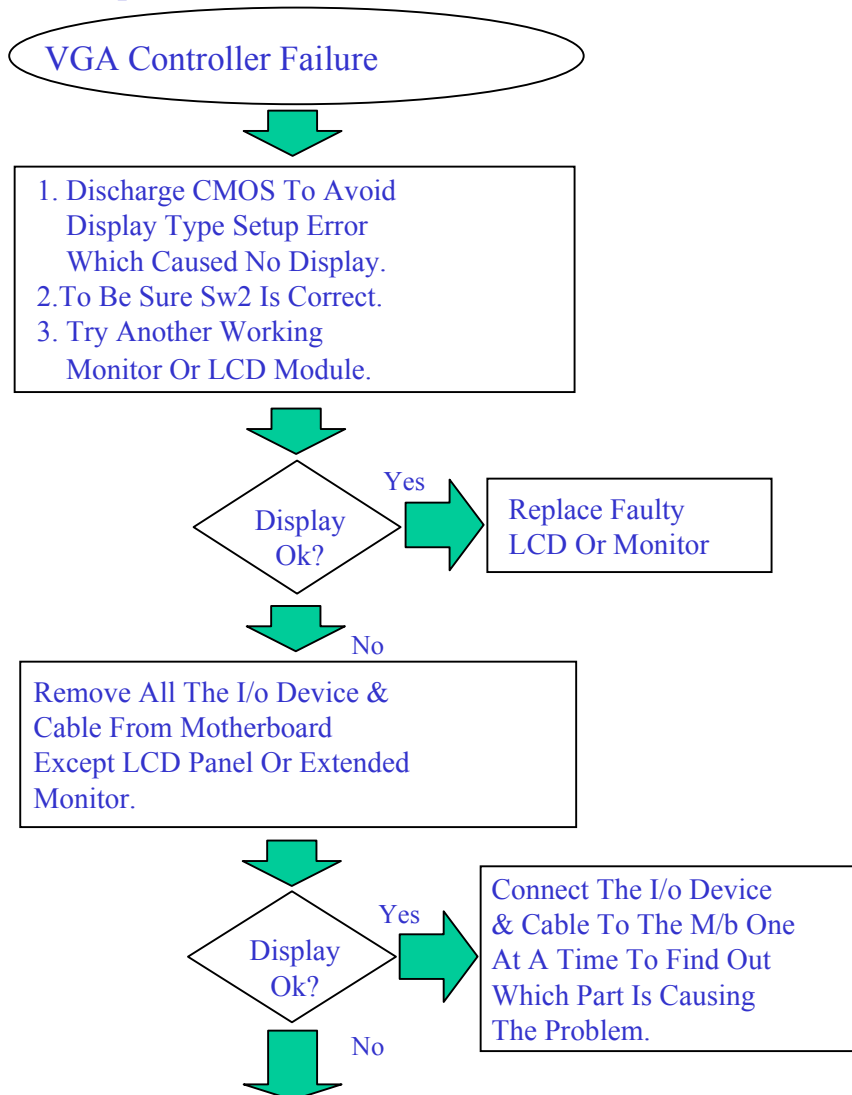 VGA Controller Failure
1. Discharge CMOS To Avoid
Display Type Setup Error
Which Caused No Display.
2.To Be Sure Sw2 Is Correct.
3. Try Another Working
Monitor Or LCD Module.
Display
Ok?
Yes
Replace Faulty
LCD Or Monitor
No
Remove All The I/o Device &
Cable From Motherboard
Except LCD Panel Or Extended
Monitor.
Display
Ok?
Yes
Connect The I/o Device
& Cable To The M/b One
At A Time To Find Out
Which Part Is Causing
The Problem.
No